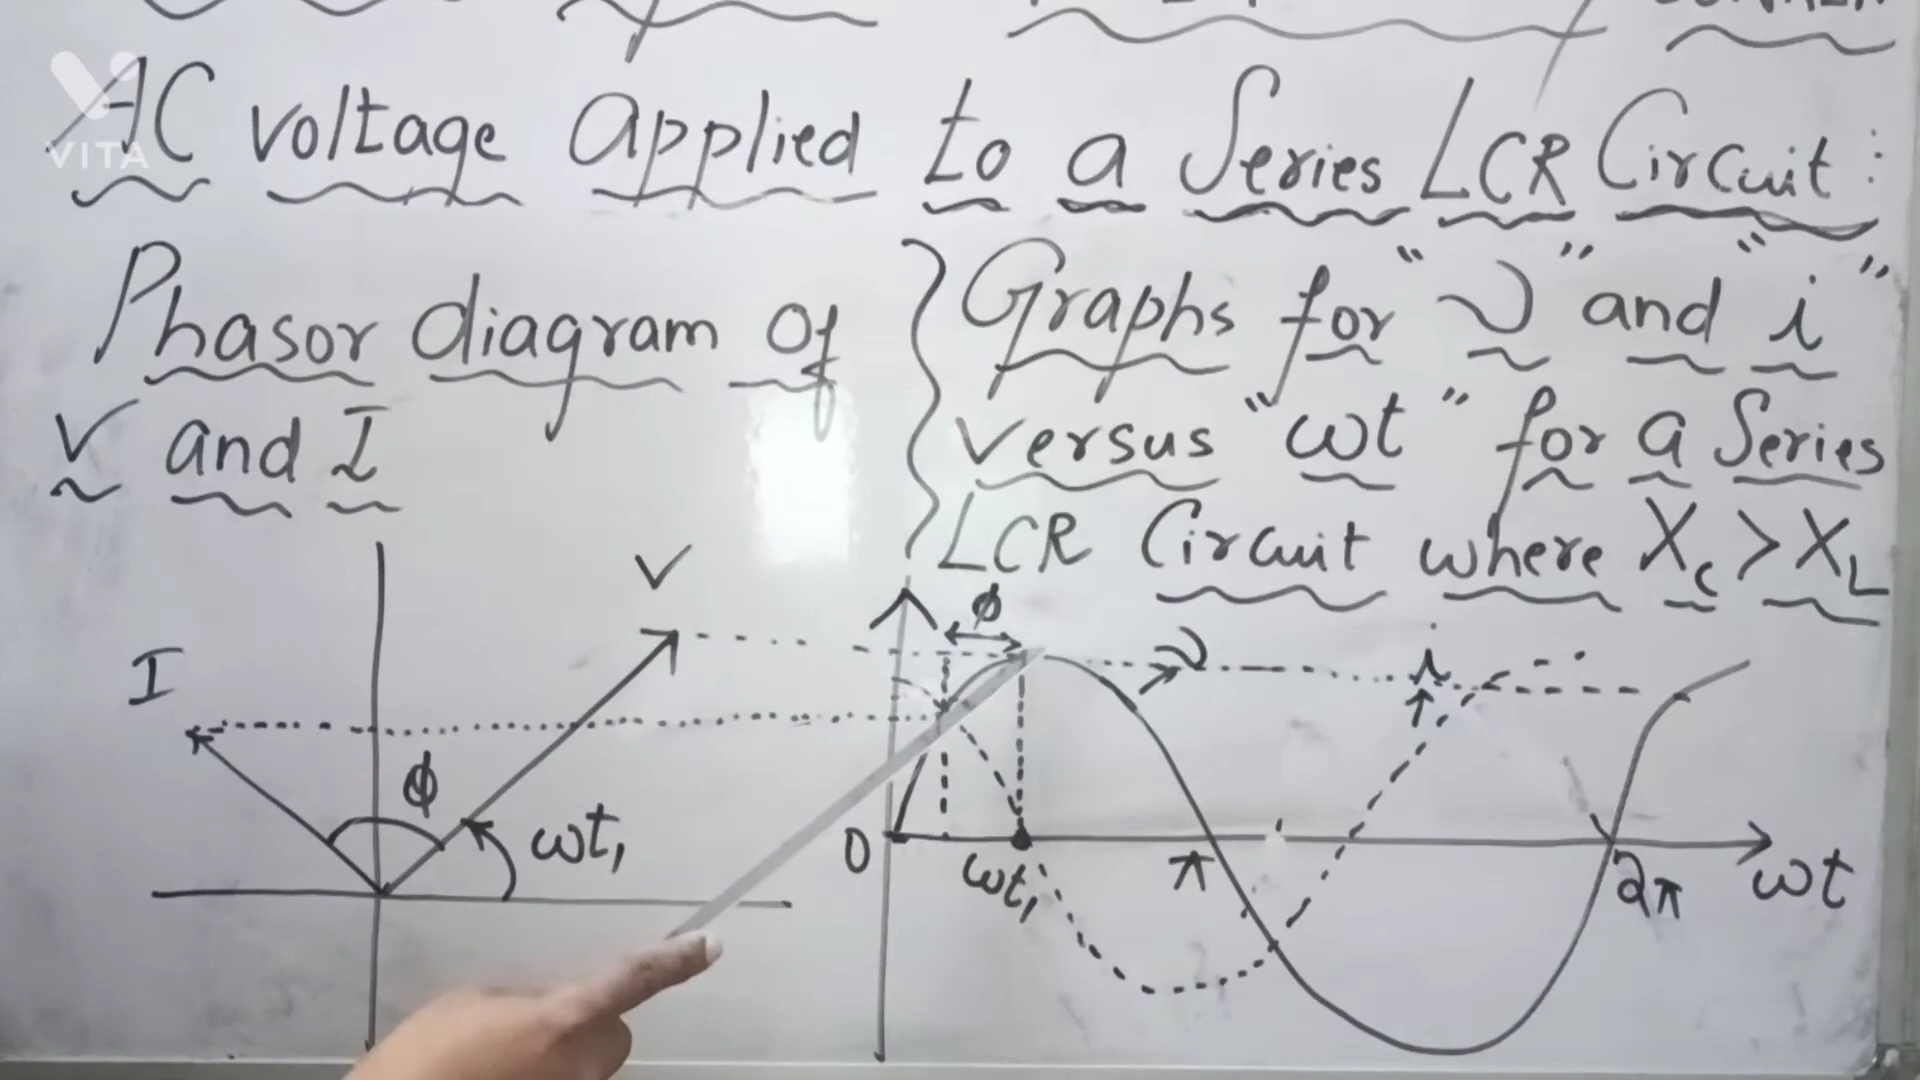 AC voltage applied to a Series LCR Circuit :
VITA
Phasor diagram of
V and I
Graphs for "v" and "i"
versus "ωt" for a Series
LCR Circuit where Xc > XL
V
I
ϕ
ωt₁
ϕ
v
i
0
ωt₁
π
2π
ωt